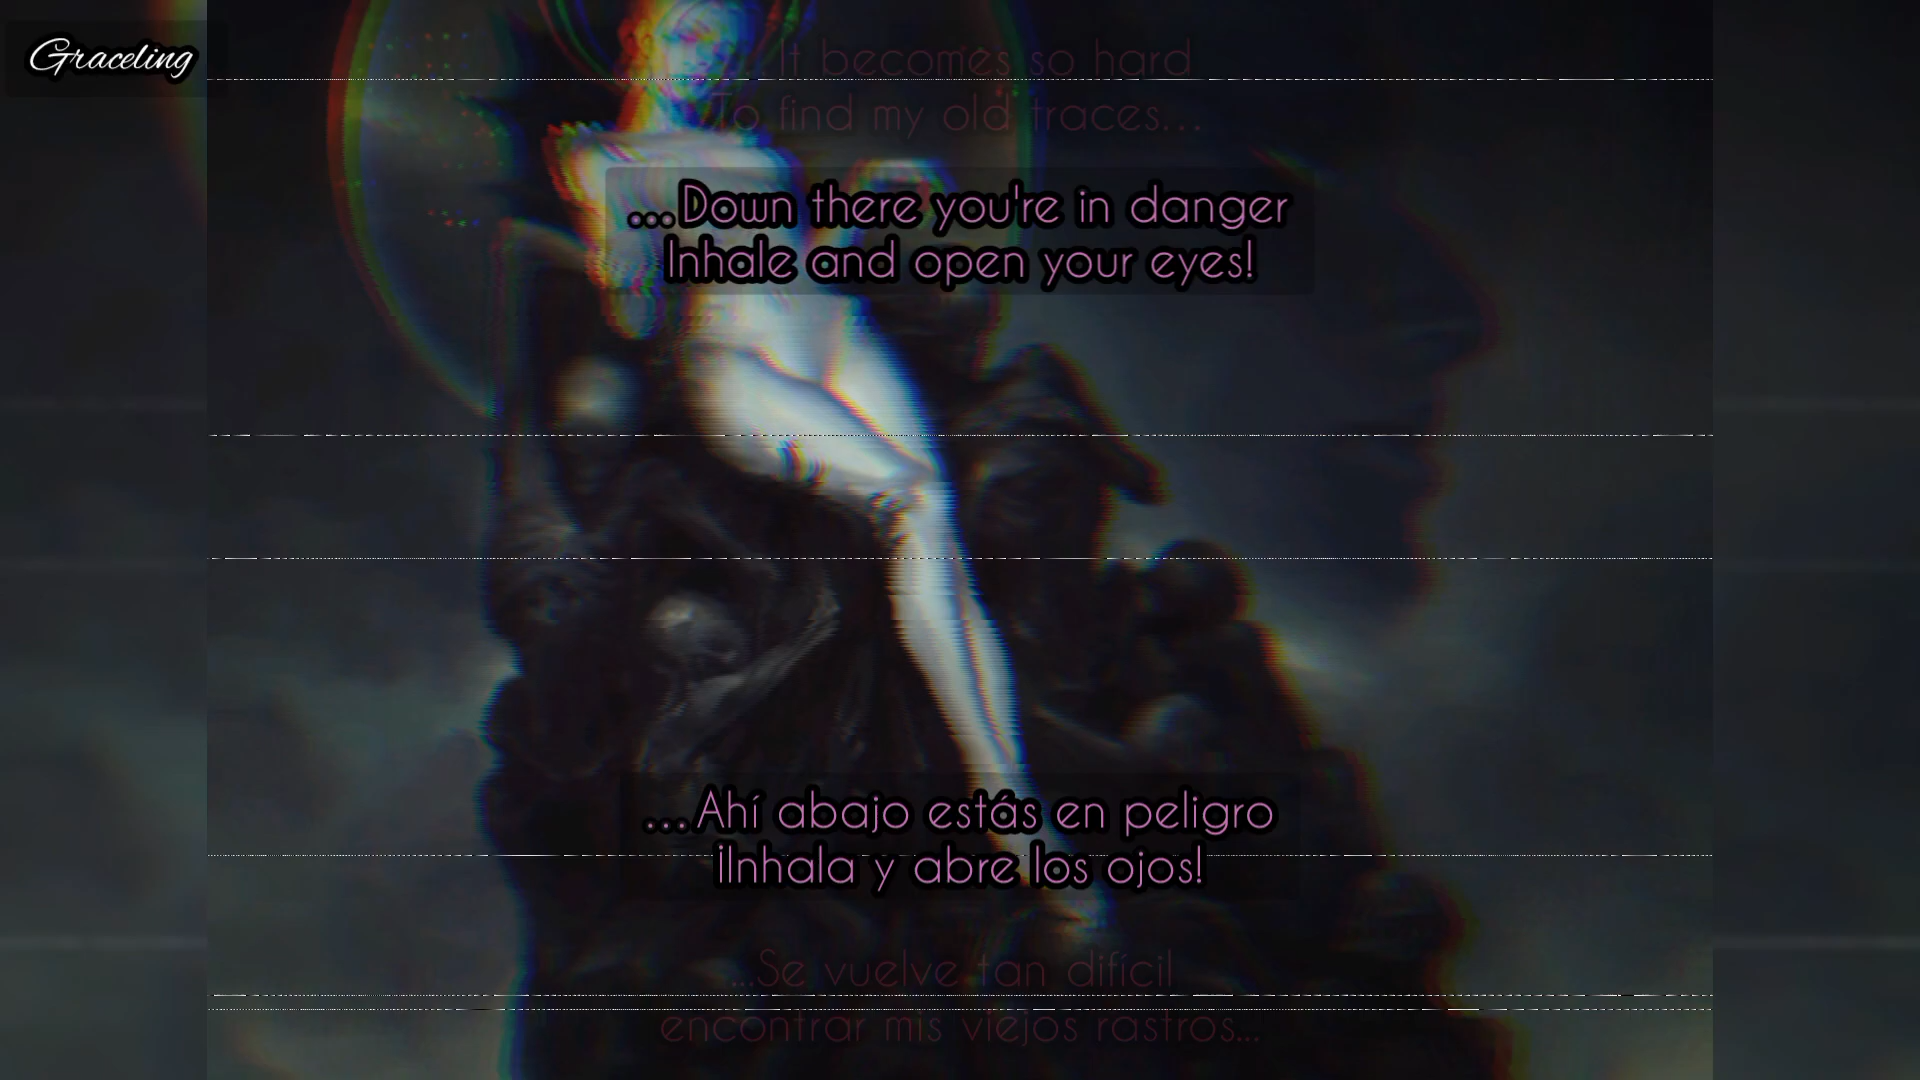 Graceling
It becomes so hard
To find my old traces...
...Down there you're in danger
Inhale and open your eyes!
...Ahí abajo estás en peligro
¡Inhala y abre los ojos!
...Se vuelve tan difícil
encontrar mis viejos rastros...